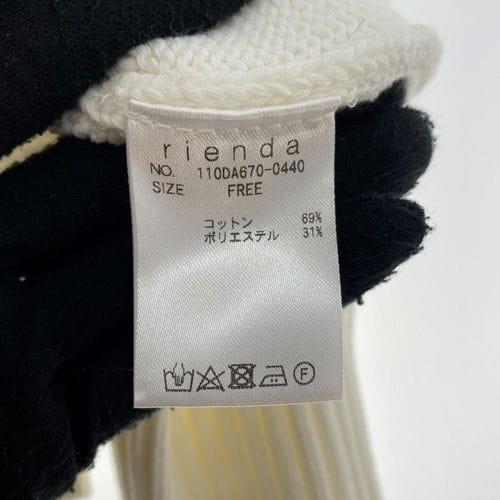 rienda
NO. 110DA670-0440
SIZE FREE
コットン 69%
ポリエステル 31%
F